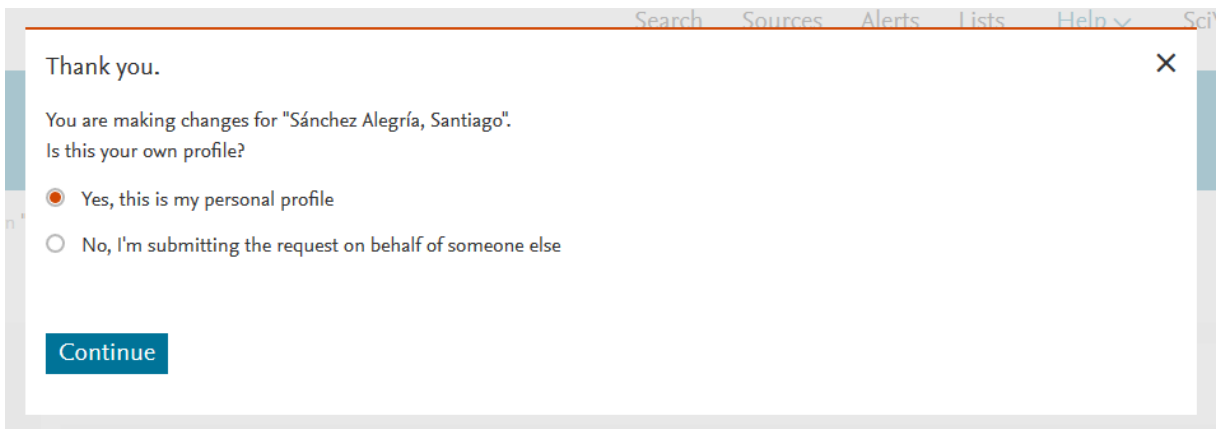 Search Sources Alerts Lists Help
Thank you.
You are making changes for "Sánchez Alegría, Santiago".
Is this your own profile?
Yes, this is my personal profile
No, I'm submitting the request on behalf of someone else
Continue